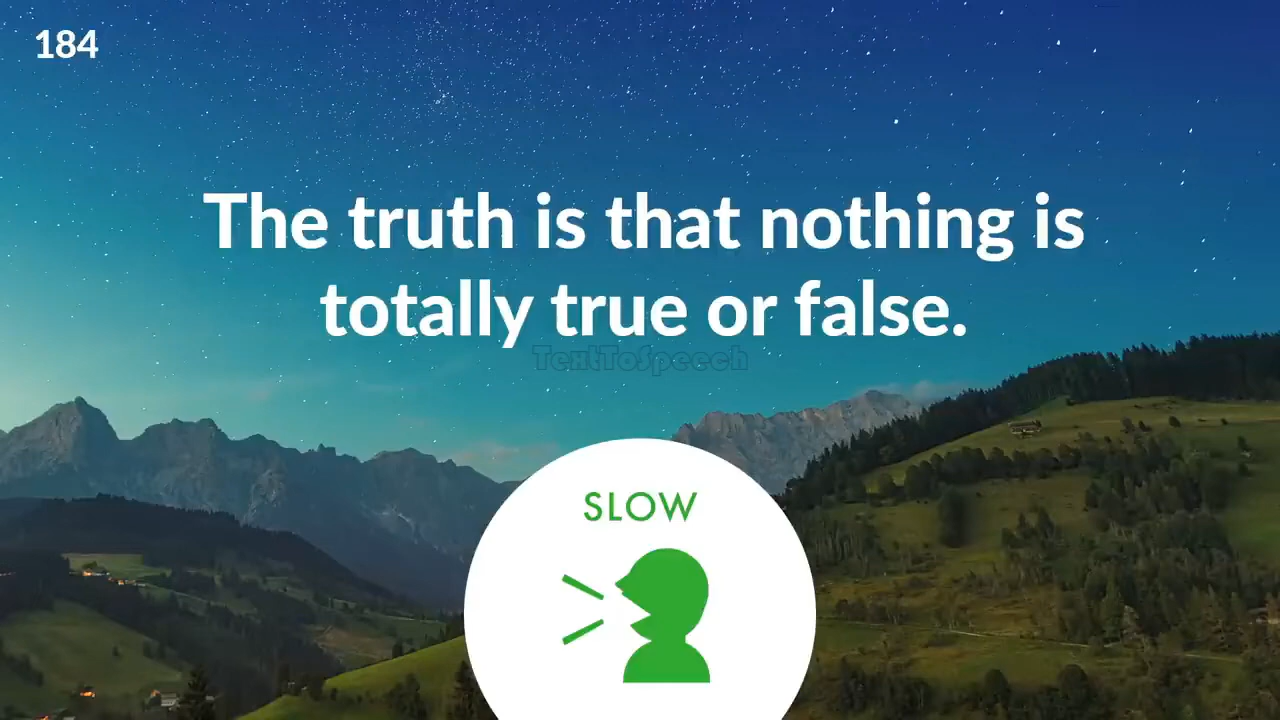 184
The truth is that nothing is
totally true or false.
TextToSpeech
SLOW